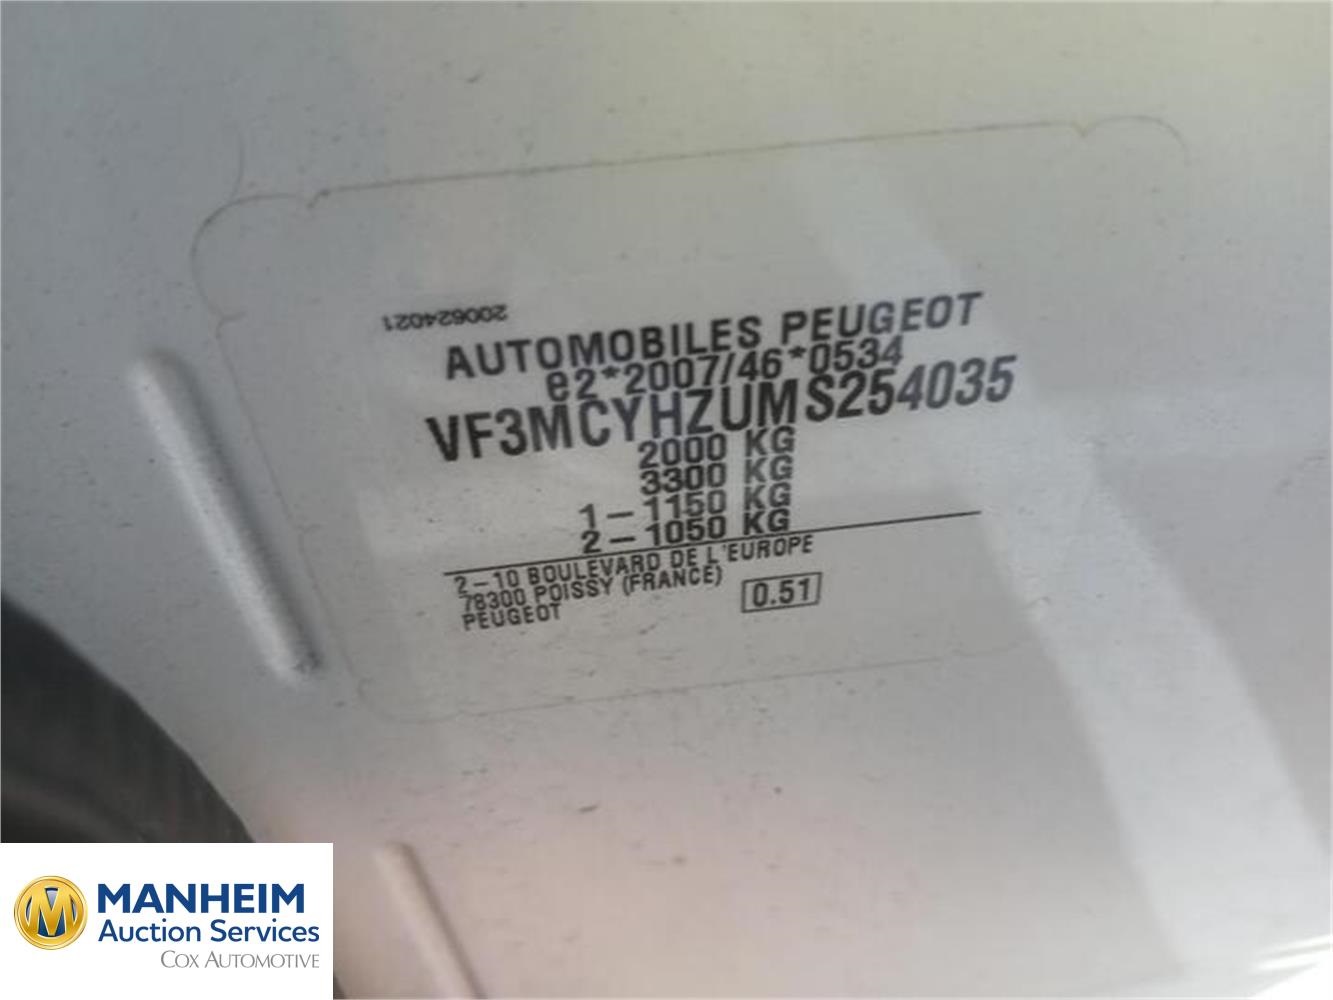 200624021
AUTOMOBILES PEUGEOT
e2*2007/46*0534
VF3MCYHZUMS254035
2000 KG
3300 KG
1-1150 KG
2-1050 KG
2-10 BOULEVARD DE L'EUROPE
78300 POISSY (FRANCE)
PEUGEOT
0.51
MANHEIM
Auction Services
COX AUTOMOTIVE